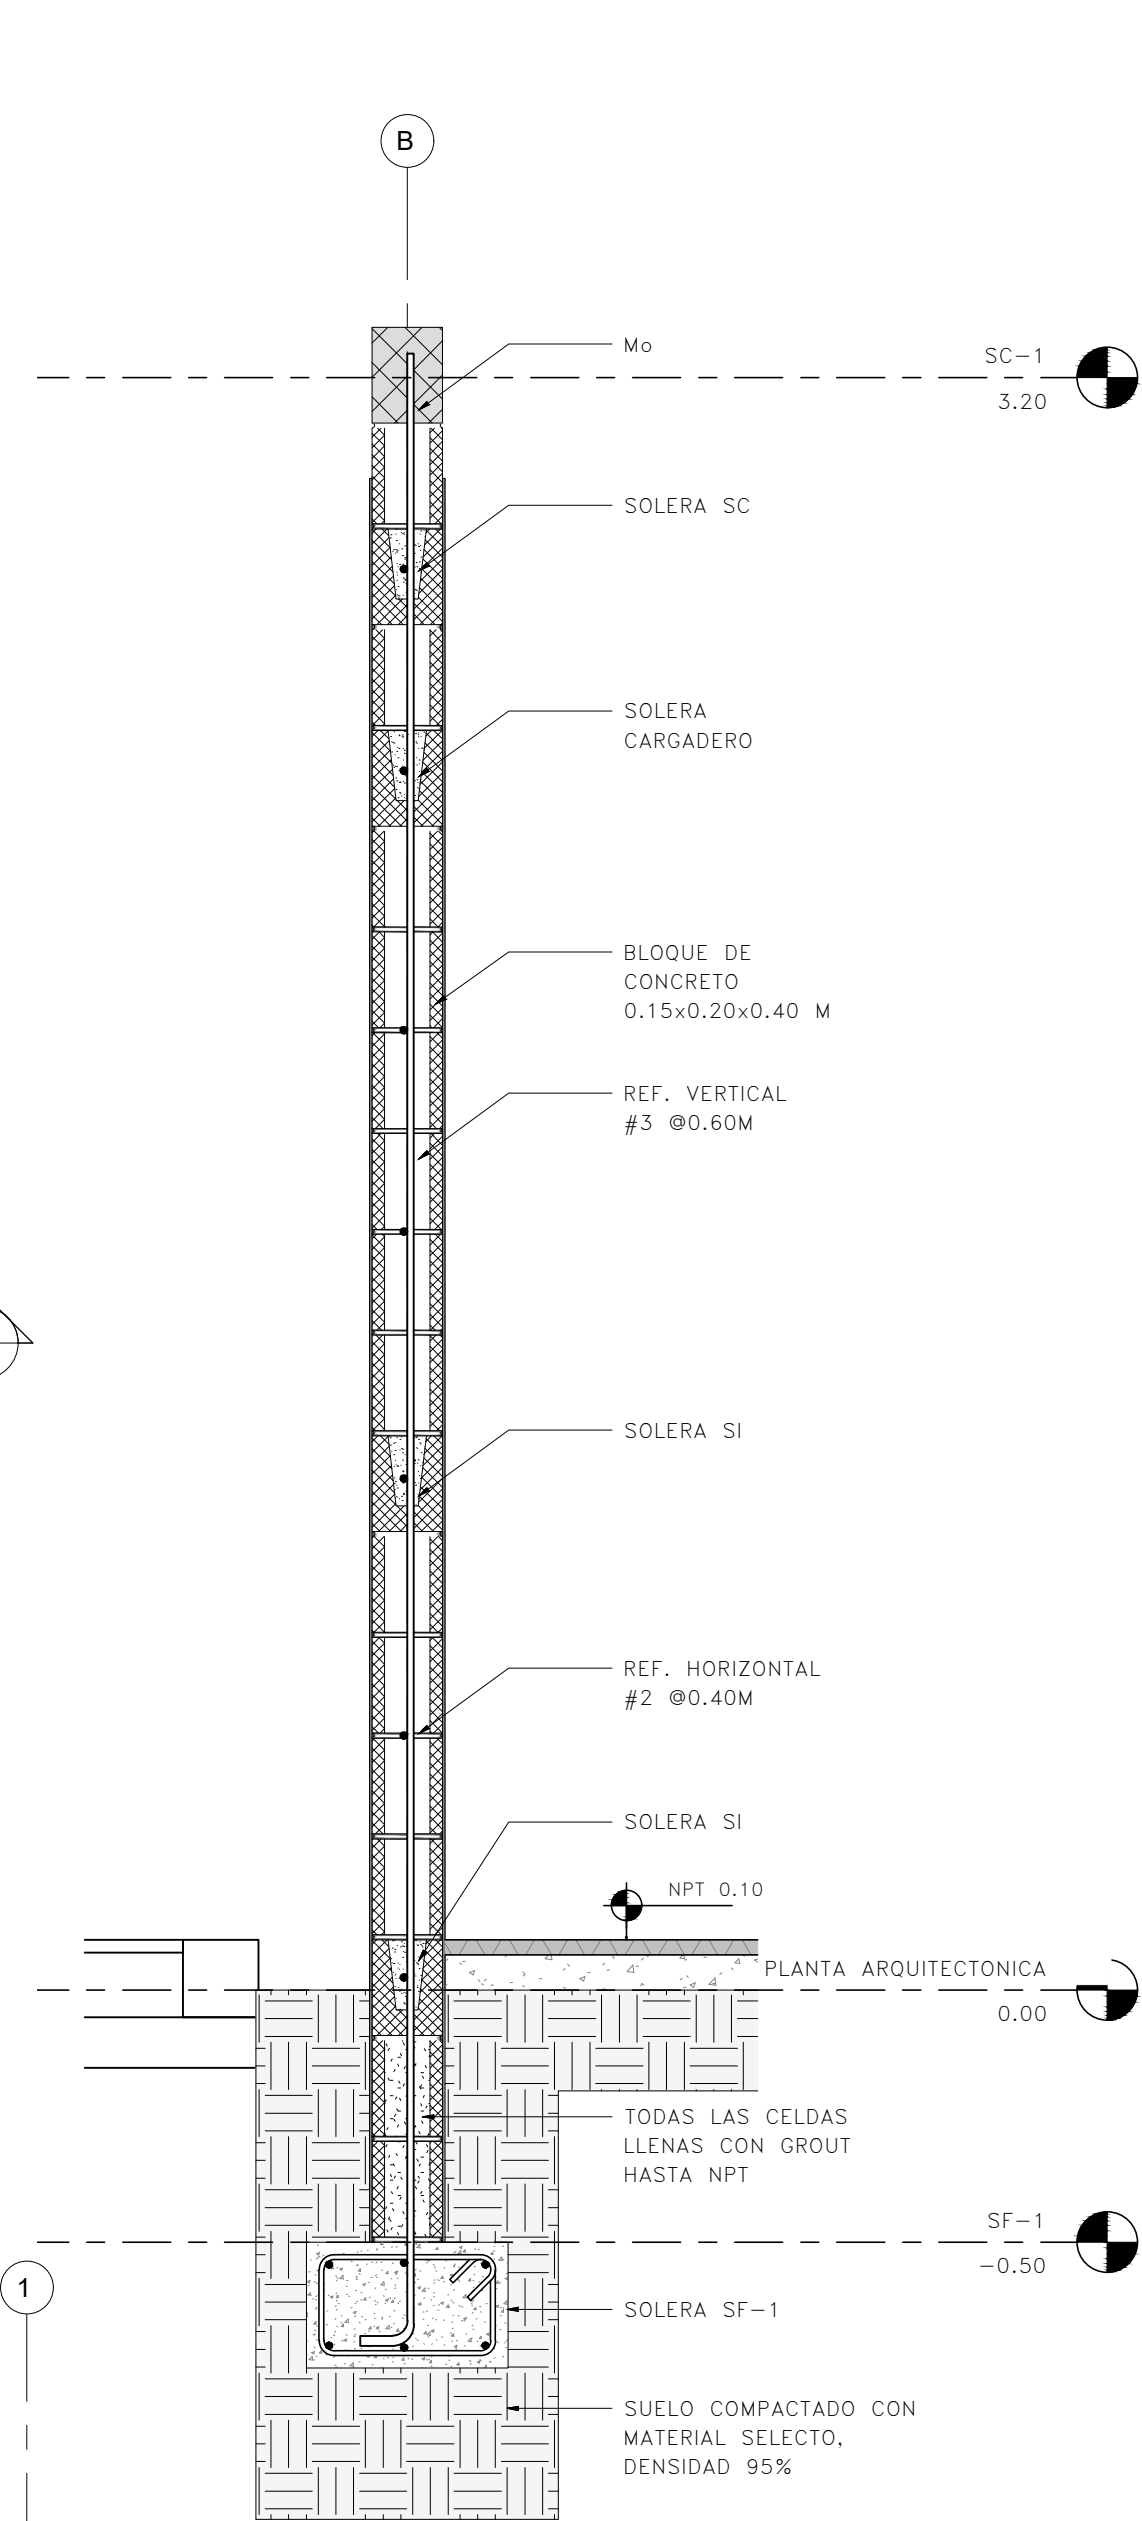 B
Mo
SC-1
3.20
SOLERA SC
SOLERA
CARGADERO
BLOQUE DE
CONCRETO
0.15x0.20x0.40 M
REF. VERTICAL
#3 @0.60M
SOLERA SI
REF. HORIZONTAL
#2 @0.40M
SOLERA SI
NPT 0.10
PLANTA ARQUITECTONICA
0.00
TODAS LAS CELDAS
LLENAS CON GROUT
HASTA NPT
SF-1
-0.50
1
SOLERA SF-1
SUELO COMPACTADO CON
MATERIAL SELECTO,
DENSIDAD 95%